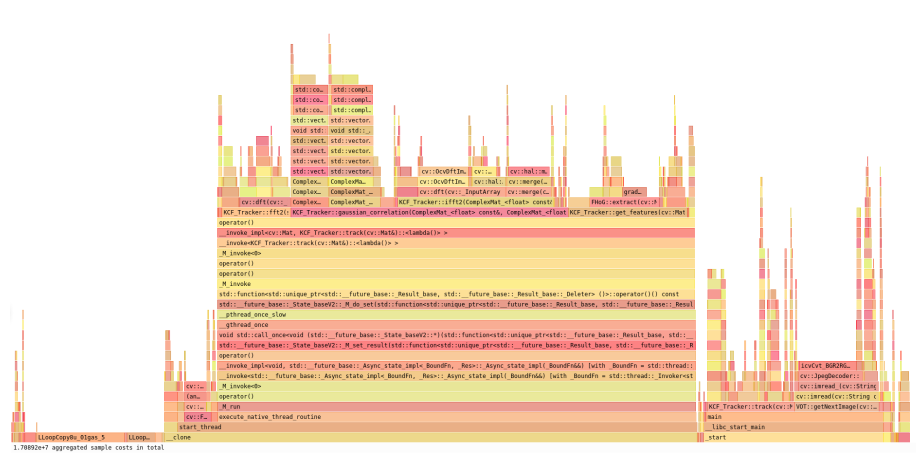 std::co… std::compl…
std::co… std::compl…
std::co… std::compl…
std::vect… std::vector…
void std:… void std::_…
std::vect… std::vector…
std::vect… std::vector…
std::vect… std::vector…
std::vect… std::vector… cv::OcvDftIm… cv::… cv::hal::m…
Complex… ComplexMa… cv::OcvDftIm… cv::hal:… cv::merge(…
Complex… ComplexMat_… cv::dft(cv::_InputArray cv::merge(c… grad…
cv::dft(cv::_ Complex… ComplexMat_… KCF_Tracker::ifft2(ComplexMat_<float> const& FHoG::extract(cv::M
KCF_Tracker::fft2( KCF_Tracker::gaussian_correlation(ComplexMat_<float> const&, ComplexMat_<float KCF_Tracker::get_features(cv::Mat
operator()
__invoke_impl<cv::Mat, KCF_Tracker::track(cv::Mat&)::<lambda()> >
__invoke<KCF_Tracker::track(cv::Mat&)::<lambda()> >
_M_invoke<0>
operator()
operator()
_M_invoke
std::function<std::unique_ptr<std::__future_base::_Result_base, std::__future_base::_Result_base::_Deleter> ()>::operator()() const
std::__future_base::_State_baseV2::_M_do_set(std::function<std::unique_ptr<std::__future_base::_Result_base, std::__future_base::_Resul
__pthread_once_slow
__gthread_once
void std::call_once<void (std::__future_base::_State_baseV2::*)(std::function<std::unique_ptr<std::__future_base::_Result_base, std::__
std::__future_base::_State_baseV2::_M_set_result(std::function<std::unique_ptr<std::__future_base::_Result_base, std::__future_base::_R
operator()
__invoke_impl<void, std::__future_base::_Async_state_impl<_BoundFn, _Res>::_Async_state_impl(_BoundFn&&) [with _BoundFn = std::thread: icvCvt_BGR2RG…
__invoke<std::__future_base::_Async_state_impl<_BoundFn, _Res>::_Async_state_impl(_BoundFn&&) [with _BoundFn = std::thread::_Invoker<st cv::JpegDecoder:
cv::… _M_invoke<0> cv::imread_(cv::String
(an… operator() cv::imread(cv::String c
cv::… _M_run KCF_Tracker::track(cv::M VOT::getNextImage(cv::…
cv::F… execute_native_thread_routine main
start_thread __libc_start_main
LLoopCopyBu_01gas_5 LLoop… __clone _start
1.70892e+7 aggregated sample costs in total